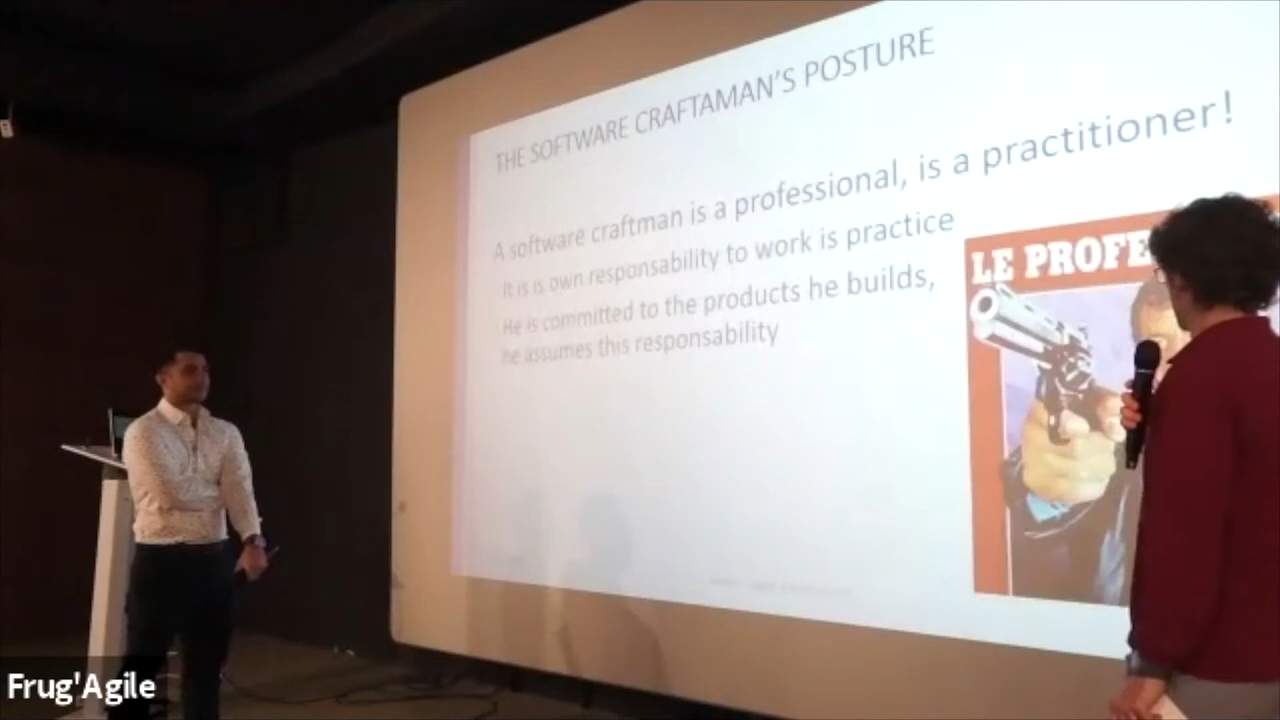 THE SOFTWARE CRAFTAMAN'S POSTURE
A software craftman is a professional, is a practitioner!
It is is own responsability to work is practice
He is committed to the products he builds,
he assumes this responsability
LE PROFE
Frug'Agile